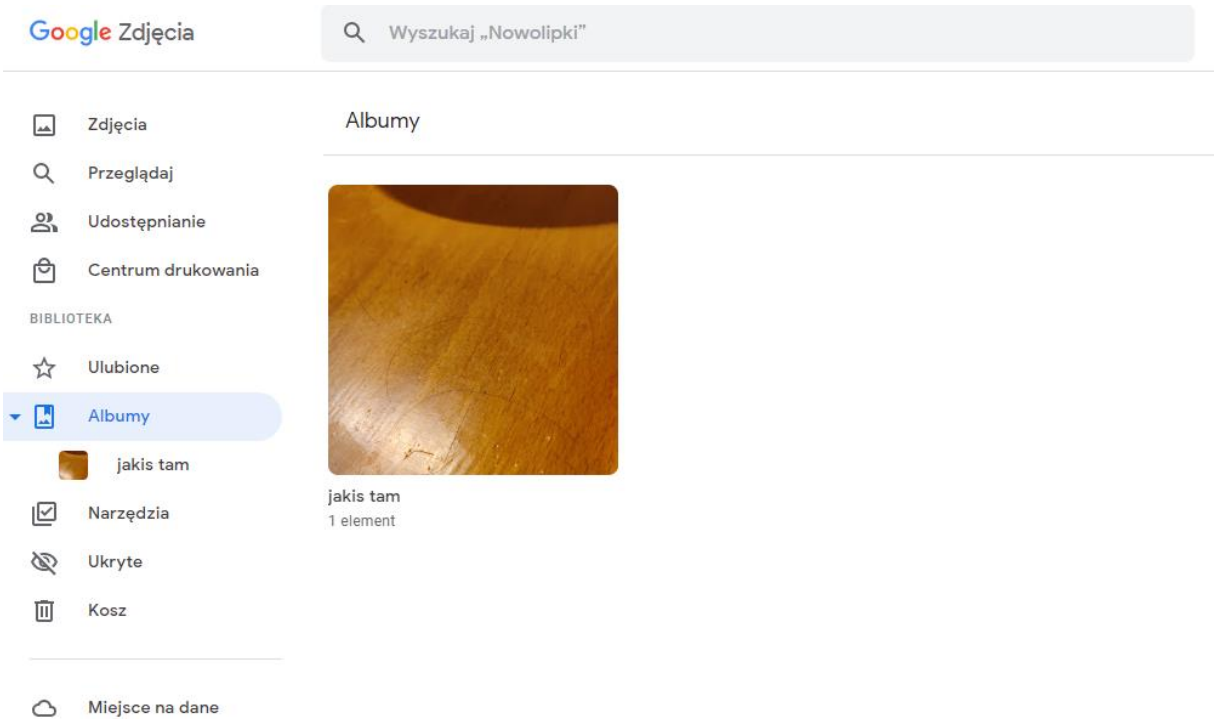 Google Zdjęcia
Wyszukaj „Nowolipki”
Zdjęcia
Przeglądaj
Udostępnianie
Centrum drukowania
BIBLIOTEKA
Ulubione
Albumy
jakis tam
Narzędzia
Ukryte
Kosz
Miejsce na dane
Albumy
jakis tam
1 element